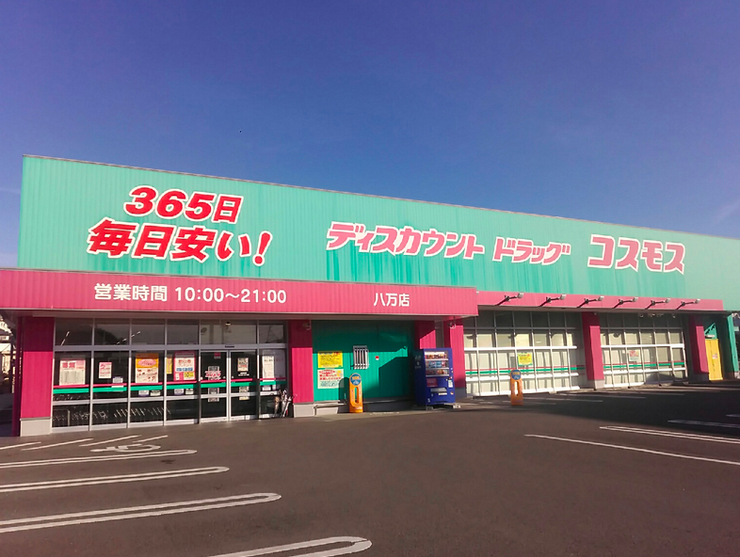 365日
毎日安い!
ディスカウント ドラッグ コスモス
営業時間 10:00～21:00
八万店